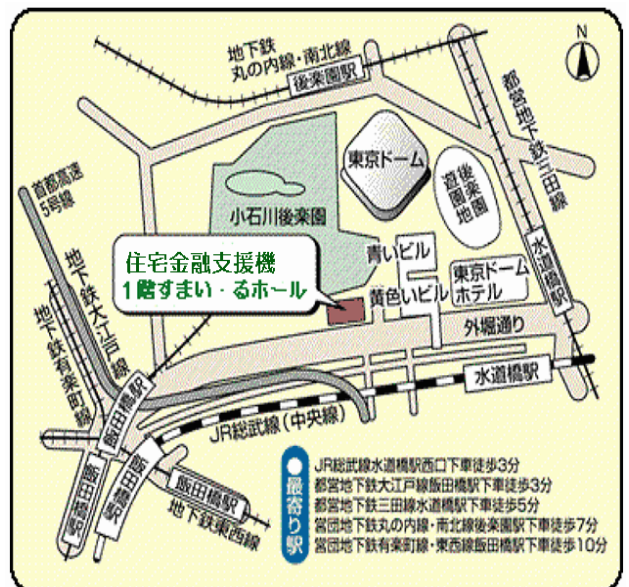 地下鉄
丸の内線・南北線
後楽園駅
N
都営地下鉄三田線
首都高速
5号線
東京ドーム
後楽園
遊園地
小石川後楽園
住宅金融支援機
1階すまい・るホール
青いビル
黄色いビル
東京ドーム
ホテル
水道橋駅
外堀通り
地下鉄大江戸線
地下鉄有楽町線
飯田橋駅
水道橋駅
JR総武線(中央線)
飯田橋駅
飯田橋駅
飯田橋駅
地下鉄東西線
最寄り駅
JR総武線水道橋駅西口下車徒歩3分
都営地下鉄大江戸線飯田橋駅下車徒歩3分
都営地下鉄三田線水道橋駅下車徒歩5分
営団地下鉄丸の内線・南北線後楽園駅下車徒歩7分
営団地下鉄有楽町線・東西線飯田橋駅下車徒歩10分